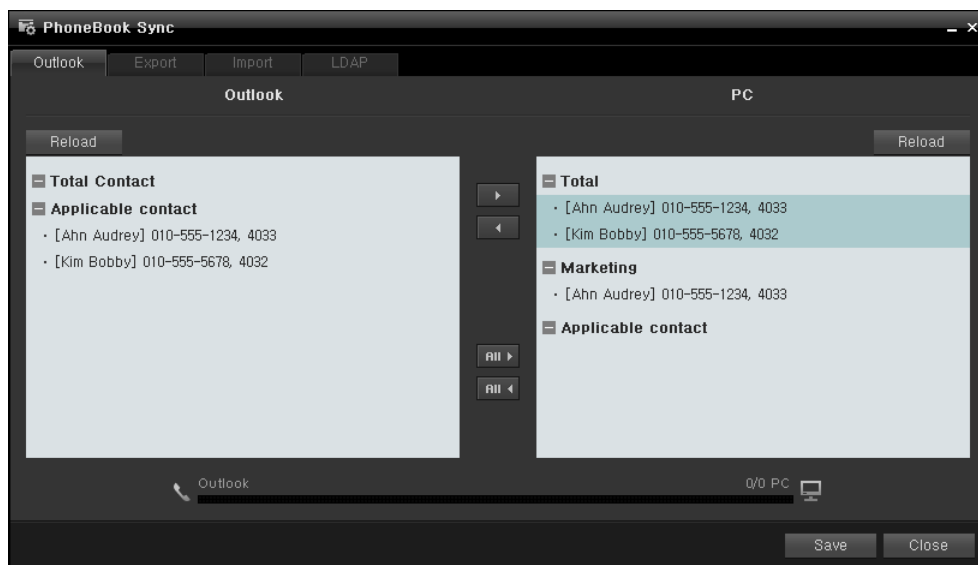 PhoneBook Sync
Outlook Export Import LDAP
Outlook PC
Reload Reload
Total Contact
Applicable contact
· [Ahn Audrey] 010-555-1234, 4033
· [Kim Bobby] 010-555-5678, 4032
All
All
Total
· [Ahn Audrey] 010-555-1234, 4033
· [Kim Bobby] 010-555-5678, 4032
Marketing
· [Ahn Audrey] 010-555-1234, 4033
Applicable contact
Outlook 0/0 PC
Save Close